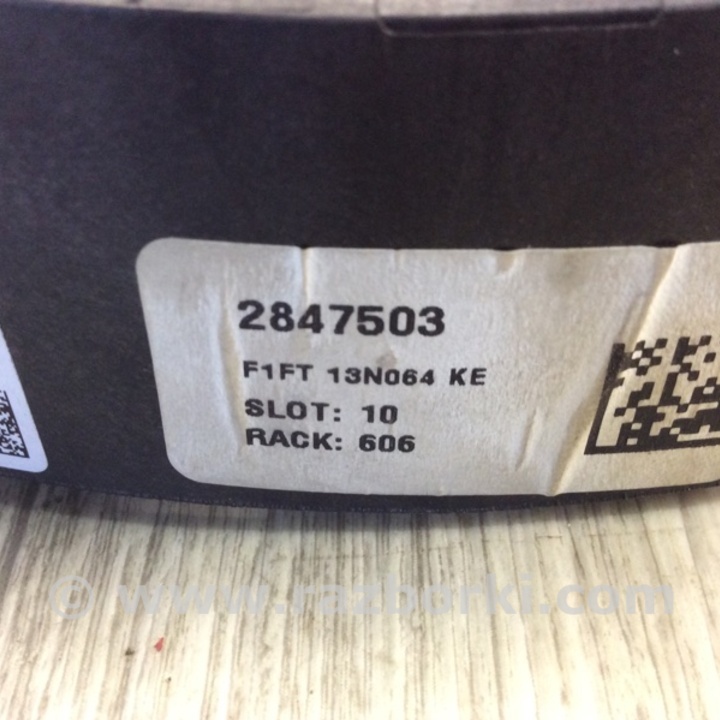 2847503
F1FT 13N064 KE
SLOT: 10
RACK: 606
© www.razborki.com